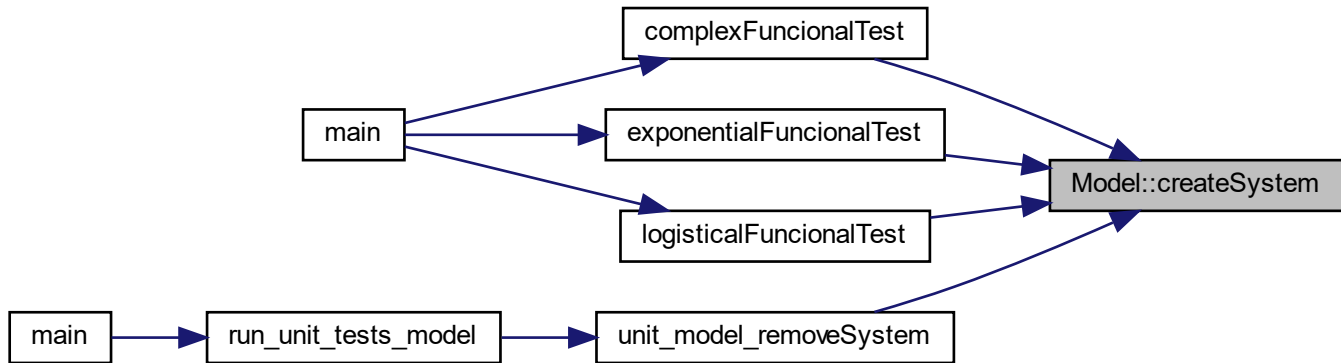 complexFuncionalTest
main
exponentialFuncionalTest
Model::createSystem
logisticalFuncionalTest
main
run_unit_tests_model
unit_model_removeSystem